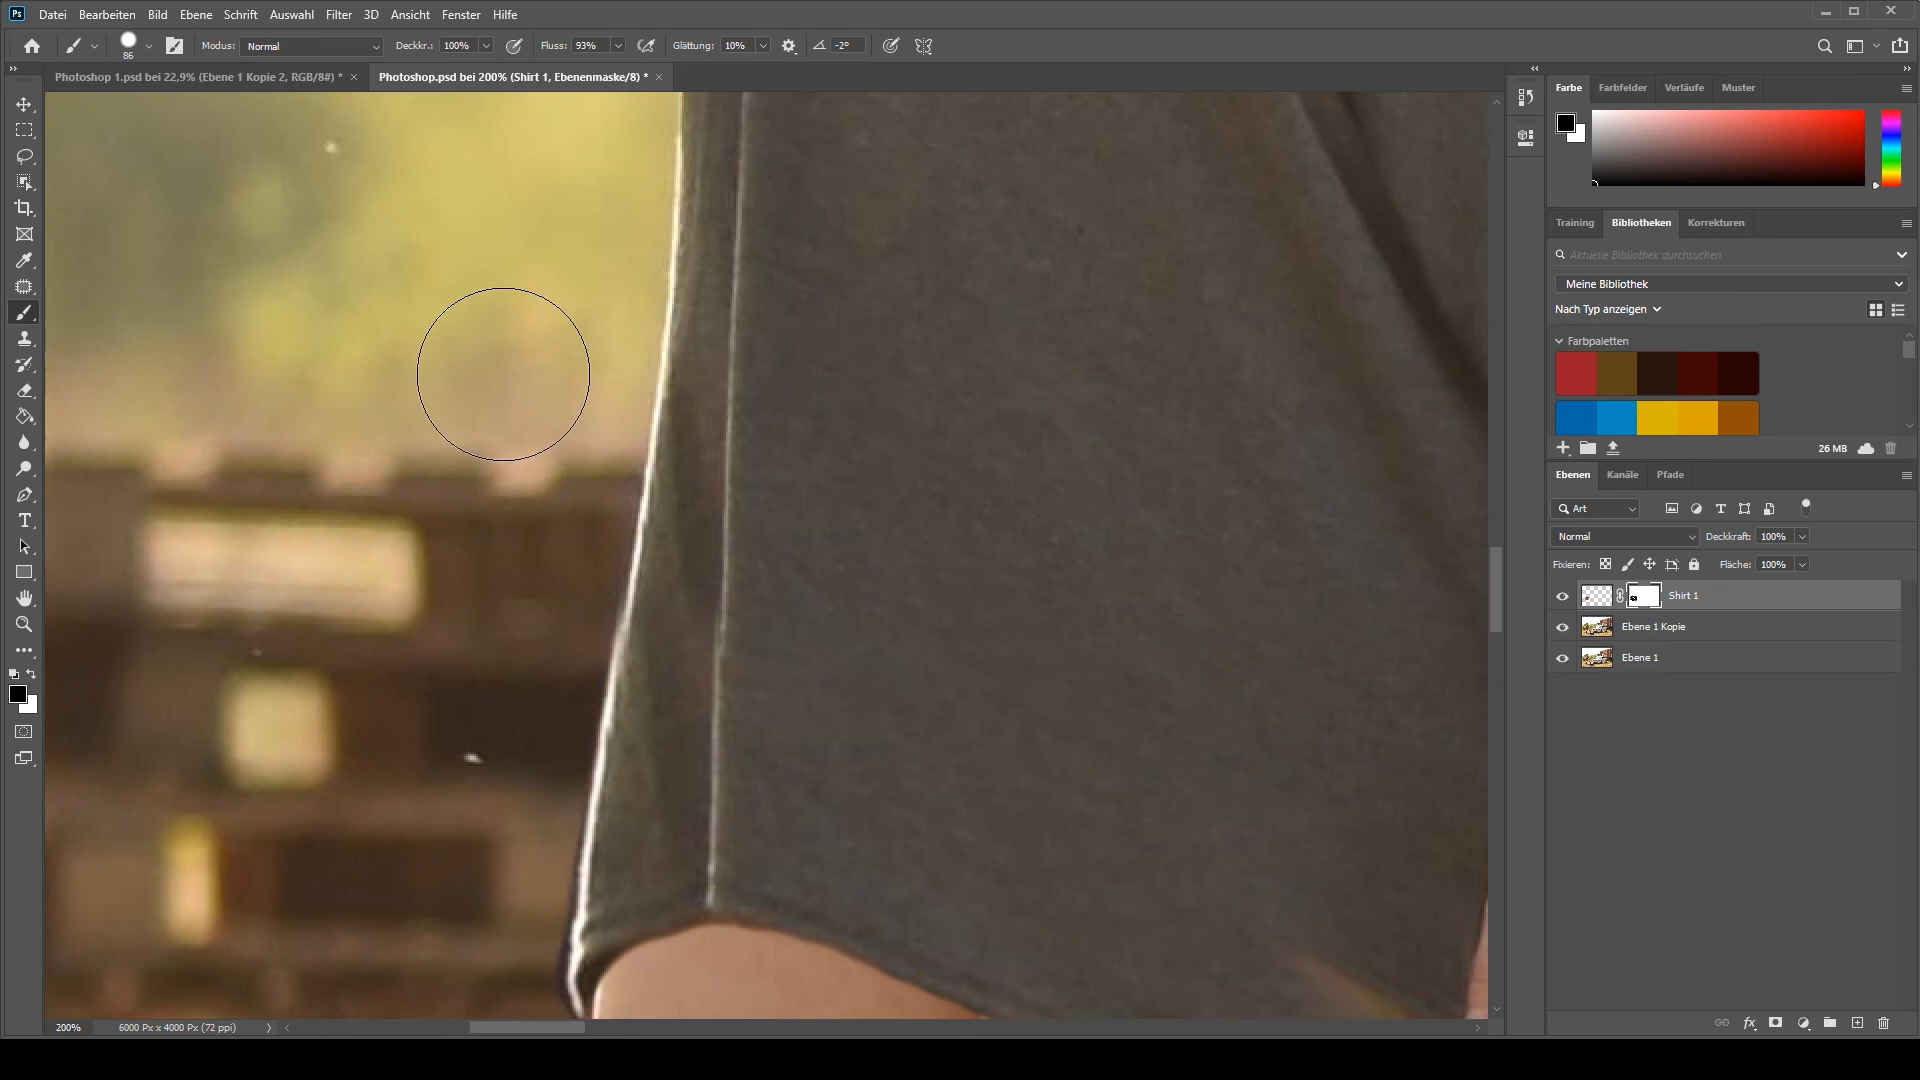 Ps Datei Bearbeiten Bild Ebene Schrift Auswahl Filter 3D Ansicht Fenster Hilfe
86 Modus: Normal Deckkr.: 100% Fluss: 93% Glättung: 10% -2°
Photoshop 1.psd bei 22,9% (Ebene 1 Kopie 2, RGB/8#) * × Photoshop.psd bei 200% (Shirt 1, Ebenenmaske/8) * ×
Farbe Farbfelder Verläufe Muster
Training Bibliotheken Korrekturen
Aktuelle Bibliothek durchsuchen
Meine Bibliothek
Nach Typ anzeigen
Farbpaletten
26 MB
Ebenen Kanäle Pfade
Art
Normal Deckkraft: 100%
Fixieren: Fläche: 100%
Shirt 1
Ebene 1 Kopie
Ebene 1
200% 6000 Px x 4000 Px (72 ppi)
fx